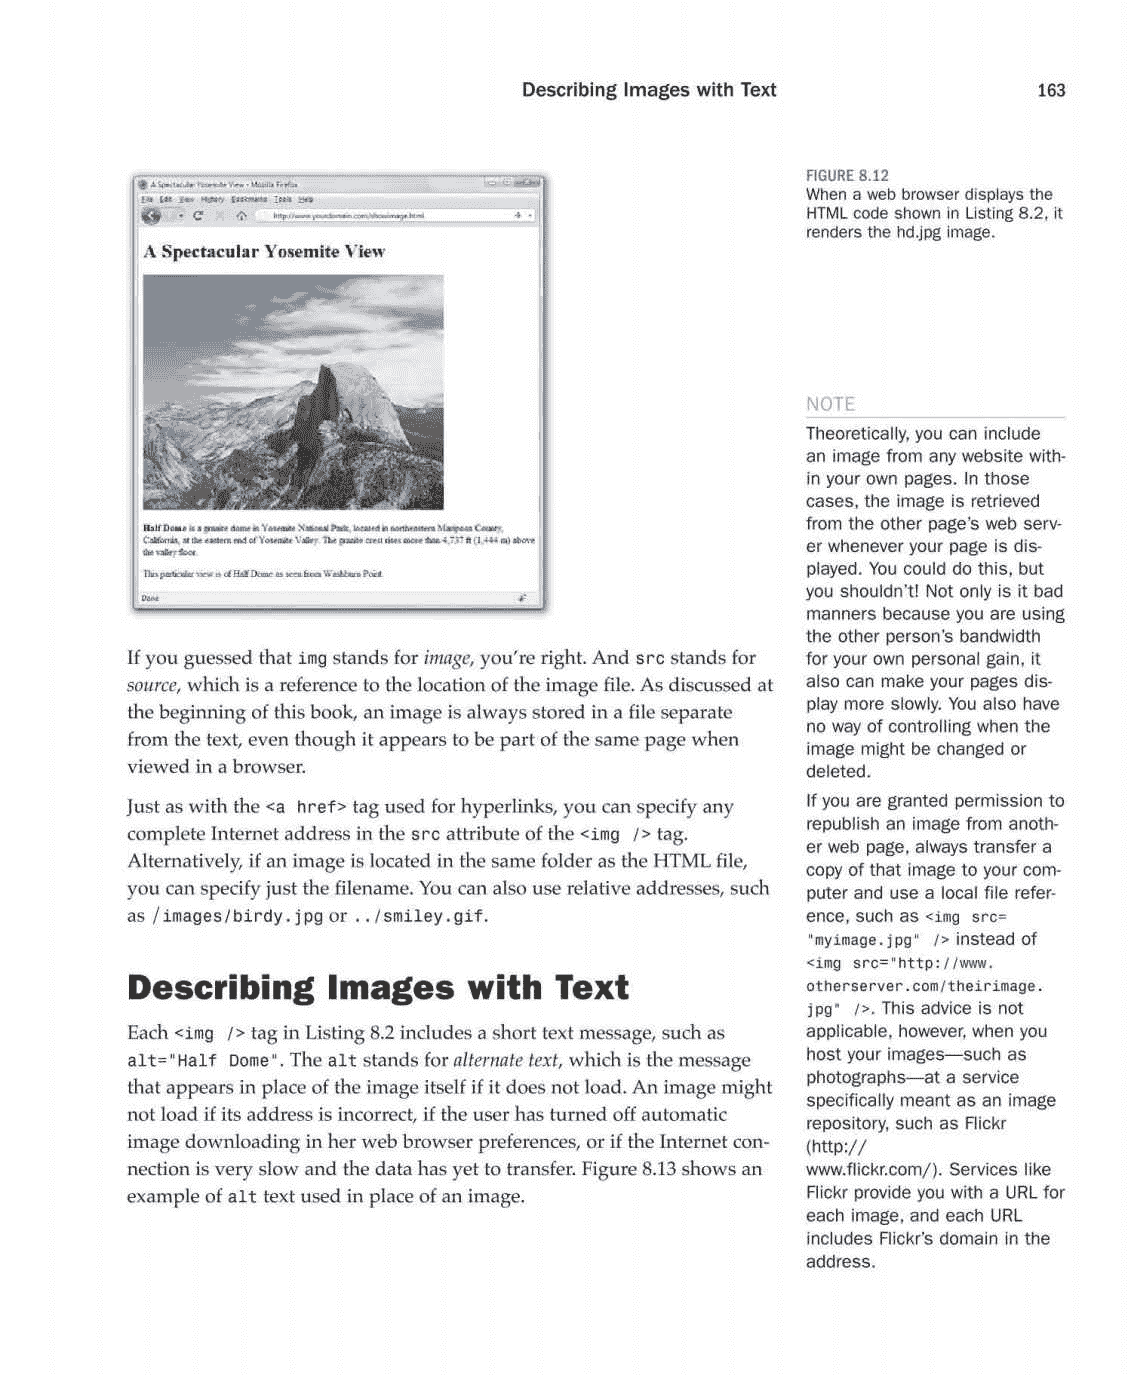 Describing Images with Text
163
A Spectacular Yosemite View - Mozilla Firefox
File Edit View History Bookmarks Tools Help
http://www.yourdomain.com/showimage.html
A Spectacular Yosemite View
Half Dome is a granite dome in Yosemite National Park, located in northeastern Mariposa County,
California, at the eastern end of Yosemite Valley. The granite crest rises more than 4,737 ft (1,444 m) above
the valley floor.
This particular view is of Half Dome as seen from Washburn Point.
Done
FIGURE 8.12
When a web browser displays the
HTML code shown in Listing 8.2, it
renders the hd.jpg image.
If you guessed that img stands for image, you’re right. And src stands for
source, which is a reference to the location of the image file. As discussed at
the beginning of this book, an image is always stored in a file separate
from the text, even though it appears to be part of the same page when
viewed in a browser.
Just as with the <a href> tag used for hyperlinks, you can specify any
complete Internet address in the src attribute of the <img /> tag.
Alternatively, if an image is located in the same folder as the HTML file,
you can specify just the filename. You can also use relative addresses, such
as /images/birdy.jpg or ../smiley.gif.
Describing Images with Text
Each <img /> tag in Listing 8.2 includes a short text message, such as
alt="Half Dome". The alt stands for alternate text, which is the message
that appears in place of the image itself if it does not load. An image might
not load if its address is incorrect, if the user has turned off automatic
image downloading in her web browser preferences, or if the Internet con-
nection is very slow and the data has yet to transfer. Figure 8.13 shows an
example of alt text used in place of an image.
NOTE
Theoretically, you can include
an image from any website with-
in your own pages. In those
cases, the image is retrieved
from the other page’s web serv-
er whenever your page is dis-
played. You could do this, but
you shouldn’t! Not only is it bad
manners because you are using
the other person’s bandwidth
for your own personal gain, it
also can make your pages dis-
play more slowly. You also have
no way of controlling when the
image might be changed or
deleted.
If you are granted permission to
republish an image from anoth-
er web page, always transfer a
copy of that image to your com-
puter and use a local file refer-
ence, such as <img src=
"myimage.jpg" /> instead of
<img src="http://www.
otherserver.com/theirimage.
jpg" />. This advice is not
applicable, however, when you
host your images—such as
photographs—at a service
specifically meant as an image
repository, such as Flickr
(http://
www.flickr.com/). Services like
Flickr provide you with a URL for
each image, and each URL
includes Flickr’s domain in the
address.